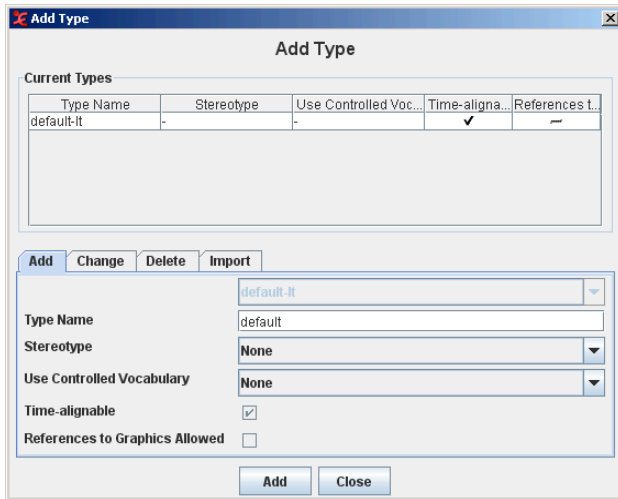 Add Type
Add Type
Current Types
Type Name Stereotype Use Controlled Voc... Time-aligna... References t...
default-lt - -
Add Change Delete Import
default-lt
Type Name default
Stereotype None
Use Controlled Vocabulary None
Time-alignable
References to Graphics Allowed
Add Close